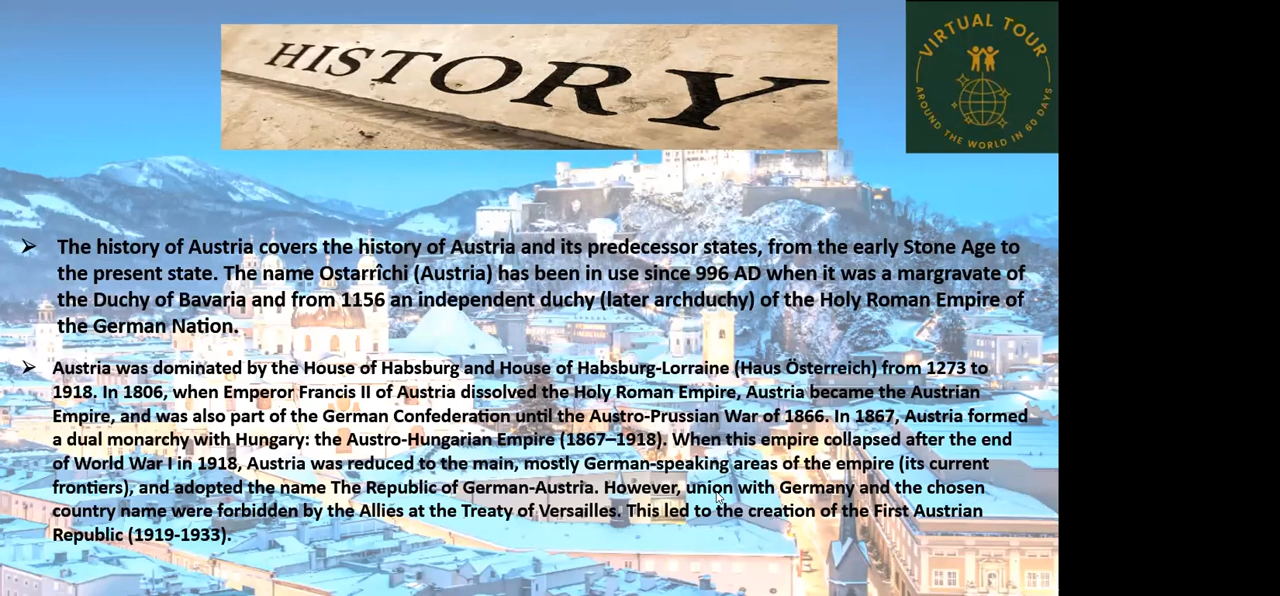 HISTORY
VIRTUAL TOUR
AROUND THE WORLD IN 60 DAYS
➢ The history of Austria covers the history of Austria and its predecessor states, from the early Stone Age to
the present state. The name Ostarrîchi (Austria) has been in use since 996 AD when it was a margravate of
the Duchy of Bavaria and from 1156 an independent duchy (later archduchy) of the Holy Roman Empire of
the German Nation.
➢ Austria was dominated by the House of Habsburg and House of Habsburg-Lorraine (Haus Österreich) from 1273 to
1918. In 1806, when Emperor Francis II of Austria dissolved the Holy Roman Empire, Austria became the Austrian
Empire, and was also part of the German Confederation until the Austro-Prussian War of 1866. In 1867, Austria formed
a dual monarchy with Hungary: the Austro-Hungarian Empire (1867–1918). When this empire collapsed after the end
of World War I in 1918, Austria was reduced to the main, mostly German-speaking areas of the empire (its current
frontiers), and adopted the name The Republic of German-Austria. However, union with Germany and the chosen
country name were forbidden by the Allies at the Treaty of Versailles. This led to the creation of the First Austrian
Republic (1919-1933).